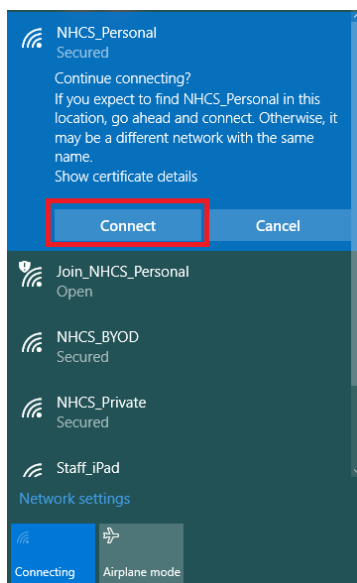 NHCS_Personal
Secured
Continue connecting?
If you expect to find NHCS_Personal in this
location, go ahead and connect. Otherwise, it
may be a different network with the same
name.
Show certificate details
Connect Cancel
Join_NHCS_Personal
Open
NHCS_BYOD
Secured
NHCS_Private
Secured
Staff_iPad
Network settings
Connecting Airplane mode